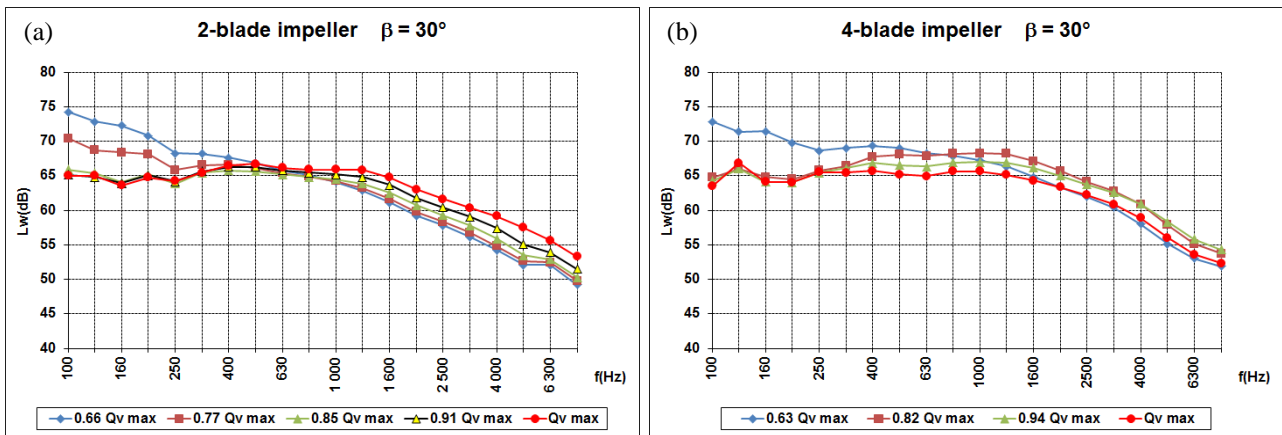 (a)
2-blade impeller β = 30°
80
75
70
65
60
55
50
45
40
Lw(dB)
100
160
250
400
630
1 000
1 600
2 500
4 000
6 300
f(Hz)
0.66 Qv max
0.77 Qv max
0.85 Qv max
0.91 Qv max
Qv max
(b)
4-blade impeller β = 30°
80
75
70
65
60
55
50
45
40
Lw(dB)
100
160
250
400
630
1000
1600
2500
4000
6300
f(Hz)
0.63 Qv max
0.82 Qv max
0.94 Qv max
Qv max